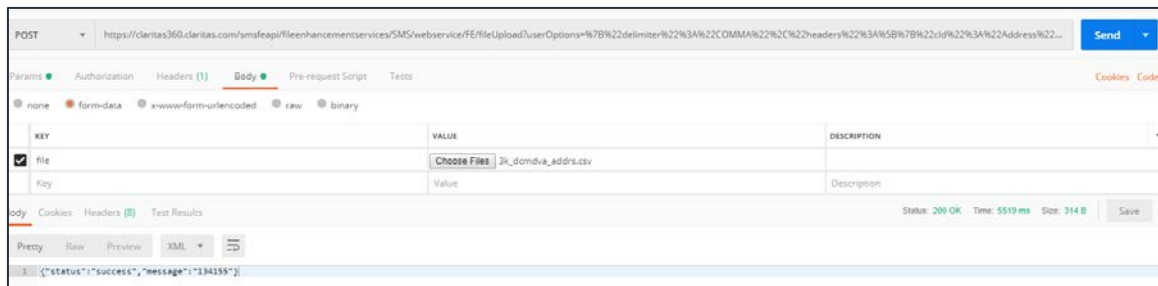 POST https://claritas360.claritas.com/smsfeapi/fileenhancementservices/SMS/webservice/FE/fileUpload?userOptions=%7B%22delimiter%22%3A%22COMMA%22%2C%22headers%22%3A%5B%7B%22cId%22%3A%22Address%22... Send
Params Authorization Headers (1) Body Pre-request Script Tests Cookies Code
none form-data x-www-form-urlencoded raw binary
KEY VALUE DESCRIPTION
file Choose Files 3k_dcmdva_addrs.csv
Key Value Description
Body Cookies Headers (8) Test Results Status: 200 OK Time: 5519 ms Size: 314 B Save
Pretty Raw Preview XML
1 {"status":"success","message":"134155"}